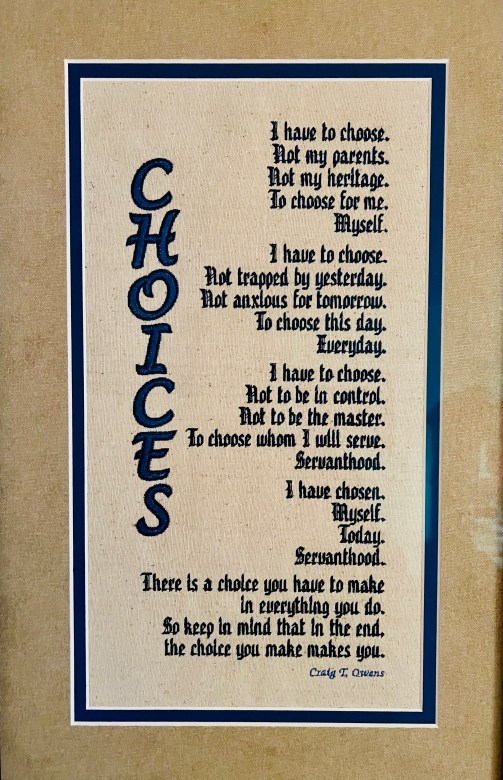 CHOICES
I have to choose.
Not my parents.
Not my heritage.
To choose for me.
Myself.
I have to choose.
Not trapped by yesterday.
Not anxious for tomorrow.
To choose this day.
Everyday.
I have to choose.
Not to be in control.
Not to be the master.
To choose whom I will serve.
Servanthood.
I have chosen.
Myself.
Today.
Servanthood.
There is a choice you have to make
in everything you do.
So keep in mind that in the end,
the choice you make makes you.
Craig T. Owens